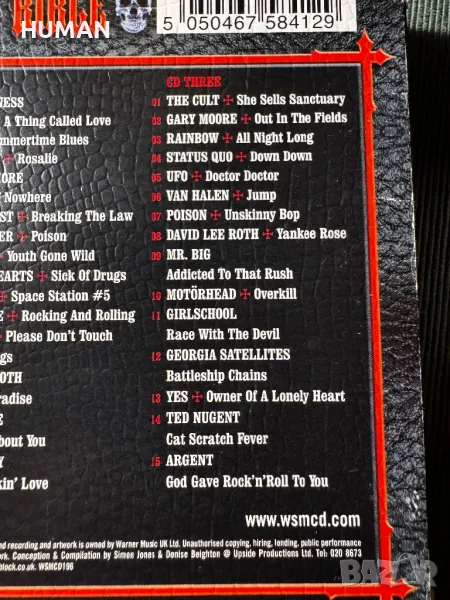 HUMAN
BIBLE
5 050467 584129
NESS
A Thing Called Love
ummertime Blues
✠ Rosalie
ORE
Nowhere
ST ✠ Breaking The Law
ER ✠ Poison
✠ Youth Gone Wild
HEARTS ✠ Sick Of Drugs
✠ Space Station #5
E ✠ Rocking And Rolling
✠ Please Don't Touch
gs
OTH
radise
E
bout You
Y
kin' Love
CD THREE
01 THE CULT ✠ She Sells Sanctuary
02 GARY MOORE ✠ Out In The Fields
03 RAINBOW ✠ All Night Long
04 STATUS QUO ✠ Down Down
05 UFO ✠ Doctor Doctor
06 VAN HALEN ✠ Jump
07 POISON ✠ Unskinny Bop
08 DAVID LEE ROTH ✠ Yankee Rose
09 MR. BIG
Addicted To That Rush
10 MOTÖRHEAD ✠ Overkill
11 GIRLSCHOOL
Race With The Devil
12 GEORGIA SATELLITES
Battleship Chains
13 YES ✠ Owner Of A Lonely Heart
14 TED NUGENT
Cat Scratch Fever
15 ARGENT
God Gave Rock'n'Roll To You
www.wsmcd.com
nd recording and artwork is owned by Warner Music UK Ltd. Unauthorised copying, hiring, lending, public performance
rk. Conception & Compilation by Simon Jones & Denise Beighton @ Upside Productions Ltd. Tel: 020 8673
block.co.uk. WSMCD196
BAZAR